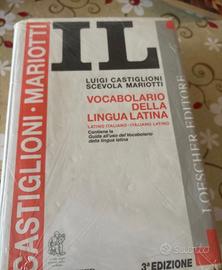 IL
LUIGI CASTIGLIONI
SCEVOLA MARIOTTI
VOCABOLARIO
DELLA
LINGUA LATINA
LATINO ITALIANO · ITALIANO LATINO
Contiene la
Guida all'uso del Vocabolario
della lingua latina
3ª EDIZIONE
CASTIGLIONI · MARIOTTI
LOESCHER EDITORE
subito